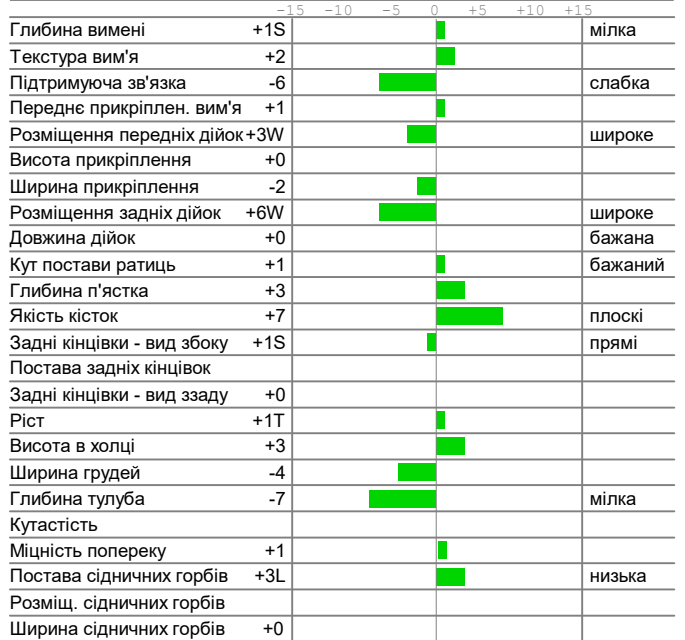 -15 -10 -5 0 +5 +10 +15
Глибина вимені +1S мілка
Текстура вим'я +2
Підтримуюча зв'язка -6 слабка
Переднє прикріплен. вим'я +1
Розміщення передніх дійок +3W широке
Висота прикріплення +0
Ширина прикріплення -2
Розміщення задніх дійок +6W широке
Довжина дійок +0 бажана
Кут постави ратиць +1 бажаний
Глибина п'ястка +3
Якість кісток +7 плоскі
Задні кінцівки - вид збоку +1S прямі
Постава задніх кінцівок
Задні кінцівки - вид ззаду +0
Ріст +1T
Висота в холці +3
Ширина грудей -4
Глибина тулуба -7 мілка
Кутастість
Міцність попереку +1
Постава сідничних горбів +3L низька
Розміщ. сідничних горбів
Ширина сідничних горбів +0